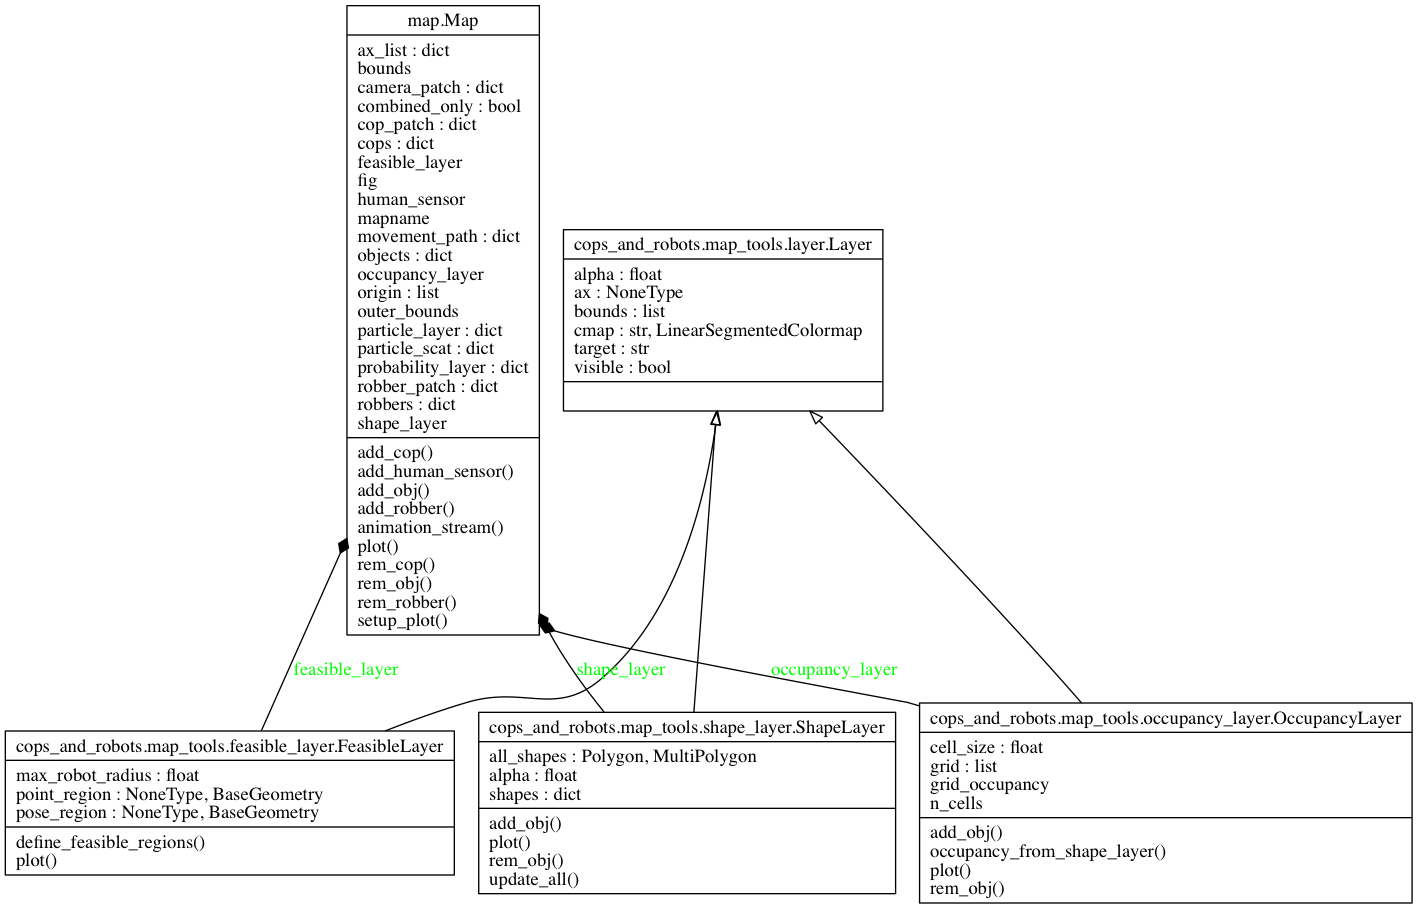 map.Map
ax_list : dict
bounds
camera_patch : dict
combined_only : bool
cop_patch : dict
cops : dict
feasible_layer
fig
human_sensor
mapname
movement_path : dict
objects : dict
occupancy_layer
origin : list
outer_bounds
particle_layer : dict
particle_scat : dict
probability_layer : dict
robber_patch : dict
robbers : dict
shape_layer
add_cop()
add_human_sensor()
add_obj()
add_robber()
animation_stream()
plot()
rem_cop()
rem_obj()
rem_robber()
setup_plot()
cops_and_robots.map_tools.layer.Layer
alpha : float
ax : NoneType
bounds : list
cmap : str, LinearSegmentedColormap
target : str
visible : bool
feasible_layer
shape_layer
occupancy_layer
cops_and_robots.map_tools.feasible_layer.FeasibleLayer
max_robot_radius : float
point_region : NoneType, BaseGeometry
pose_region : NoneType, BaseGeometry
define_feasible_regions()
plot()
cops_and_robots.map_tools.shape_layer.ShapeLayer
all_shapes : Polygon, MultiPolygon
alpha : float
shapes : dict
add_obj()
plot()
rem_obj()
update_all()
cops_and_robots.map_tools.occupancy_layer.OccupancyLayer
cell_size : float
grid : list
grid_occupancy
n_cells
add_obj()
occupancy_from_shape_layer()
plot()
rem_obj()